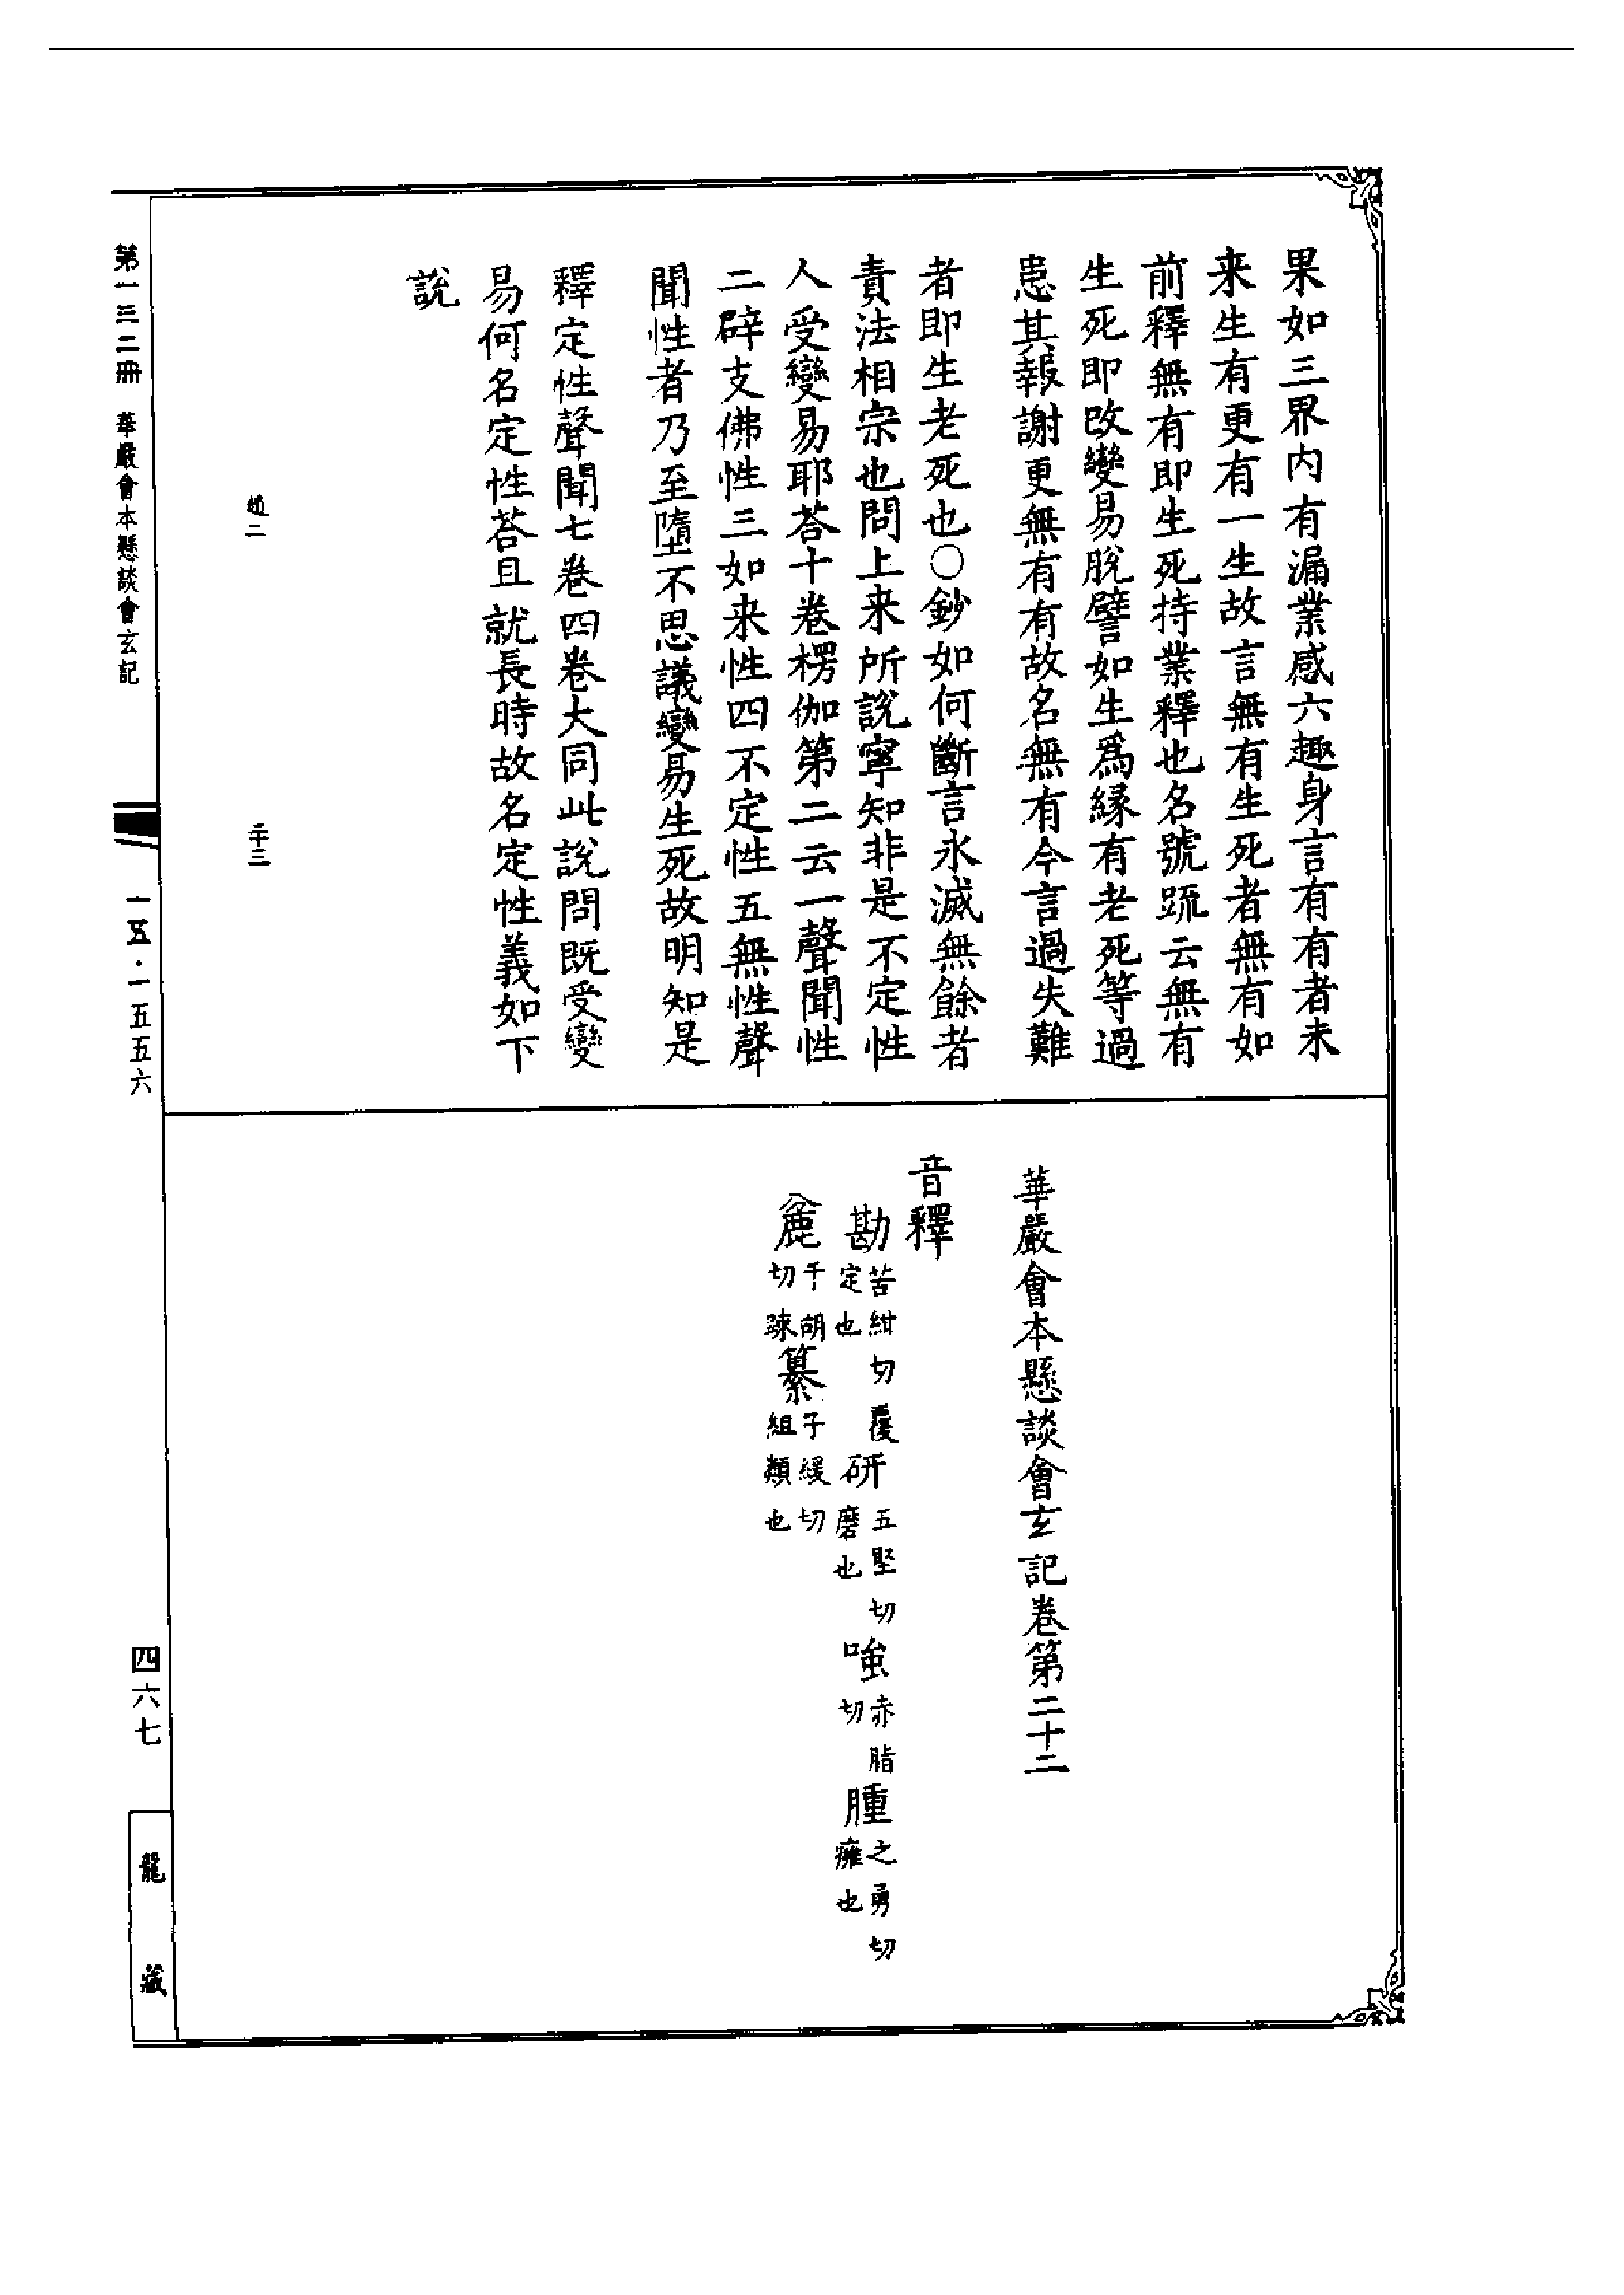 果如三界内有漏業感六趣身言有有者未
来生有更有一生故言無有生死者無有如
前釋無有即生死持業釋也名號䟽云無有
生死即改變易脫譬如生爲縁有老死等過
患其報謝更無有有故名無有今言過失難
者即生老死也〇鈔如何斷言永滅無餘者
責法相宗也問上来所說寧知非是不定性
人受變易耶荅十卷楞伽第二云一聲聞性
二辟支佛性三如来性四不定性五無性聲
聞性者乃至墮不思議變易生死故明知是
釋定性聲聞七卷四卷大同此說問既受變
易何名定性荅且就長時故名定性義如下
說
華嚴會本懸談會玄記卷第二十二
音釋
勘苦紺切覆定也 研五堅切磨也 嗤赤脂切 腫之勇切癰也
麄千胡切踈 纂子緩切組類也
二十三
第一三二冊 華嚴會本懸談會玄記 一五五·一五五六 四六七 龍藏